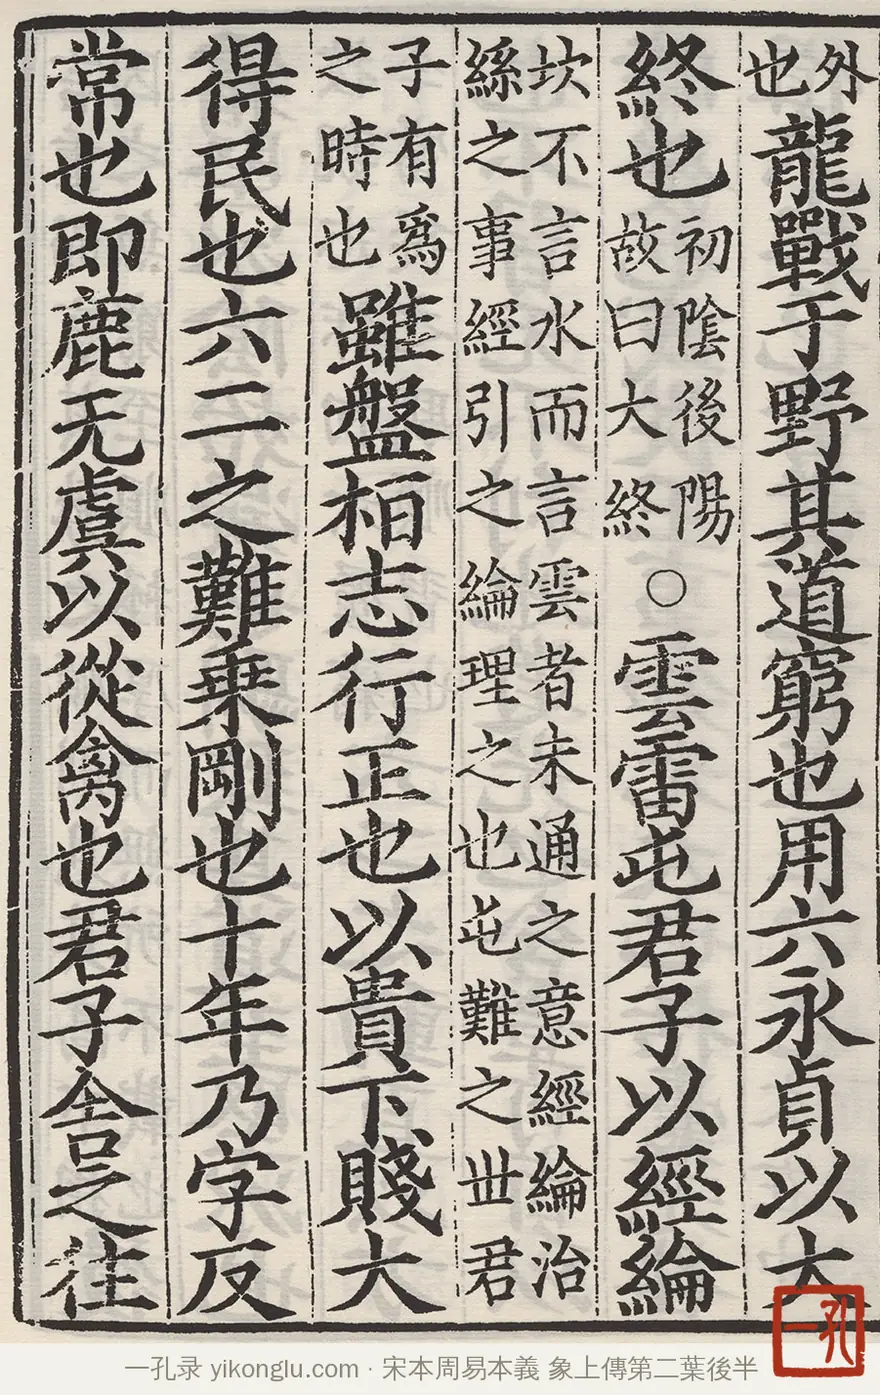 外也龍戰于野其道窮也用六永貞以大
終也初陰後陽故曰大終○雲雷屯君子以經綸
坎不言水而言雲者未通之意經綸治
絲之事經引之綸理之也屯難之世君
子有爲之時也雖盤桓志行正也以貴下賤大
得民也六二之難乗剛也十年乃字反
常也即鹿无虞以從禽也君子舍之往
一孔
一孔录 yikonglu.com · 宋本周易本義 象上傳第二葉後半